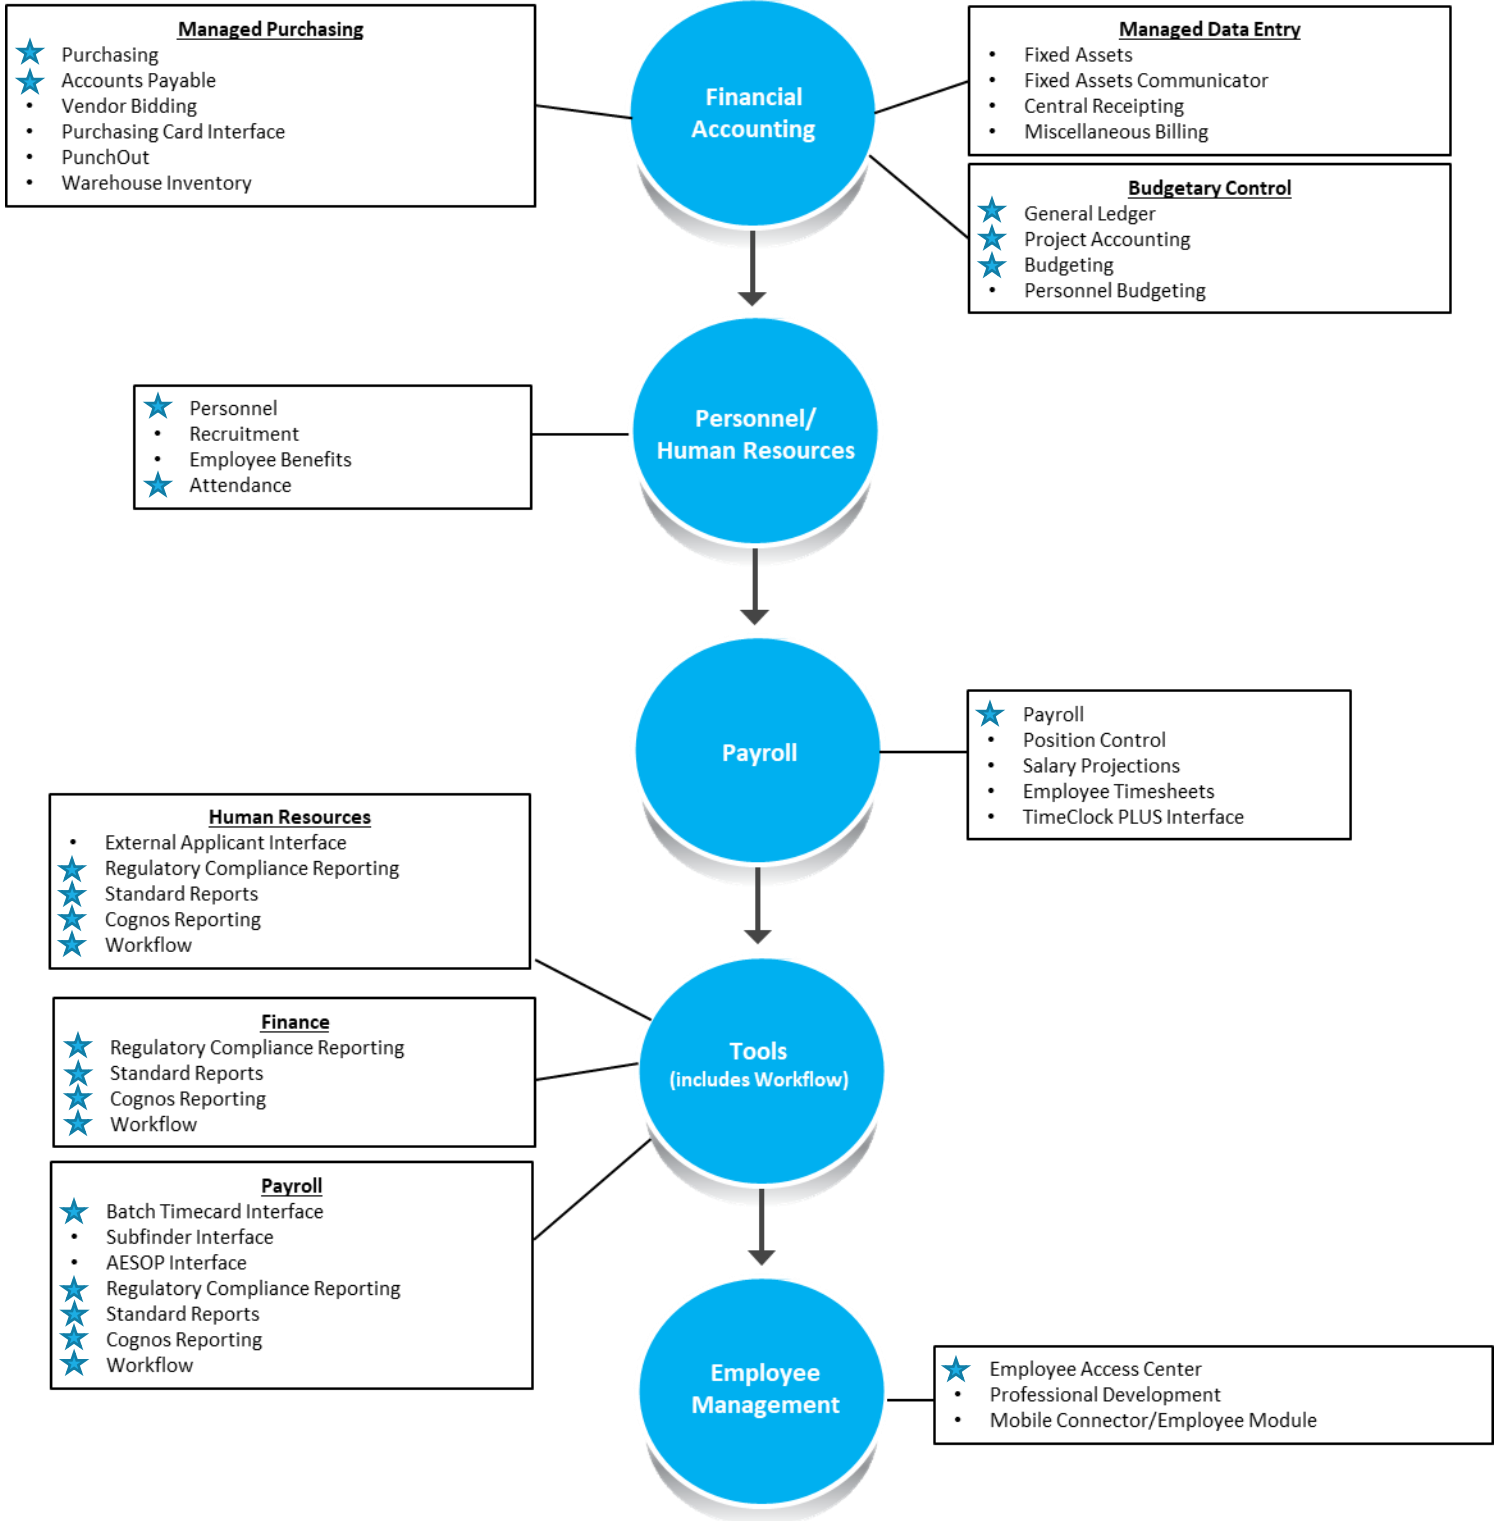 Managed Purchasing
Purchasing
Accounts Payable
Vendor Bidding
Purchasing Card Interface
PunchOut
Warehouse Inventory
Financial
Accounting
Managed Data Entry
Fixed Assets
Fixed Assets Communicator
Central Receipting
Miscellaneous Billing
Budgetary Control
General Ledger
Project Accounting
Budgeting
Personnel Budgeting
Personnel
Recruitment
Employee Benefits
Attendance
Personnel/
Human Resources
Payroll
Payroll
Position Control
Salary Projections
Employee Timesheets
TimeClock PLUS Interface
Human Resources
External Applicant Interface
Regulatory Compliance Reporting
Standard Reports
Cognos Reporting
Workflow
Finance
Regulatory Compliance Reporting
Standard Reports
Cognos Reporting
Workflow
Tools
(includes Workflow)
Payroll
Batch Timecard Interface
Subfinder Interface
AESOP Interface
Regulatory Compliance Reporting
Standard Reports
Cognos Reporting
Workflow
Employee
Management
Employee Access Center
Professional Development
Mobile Connector/Employee Module